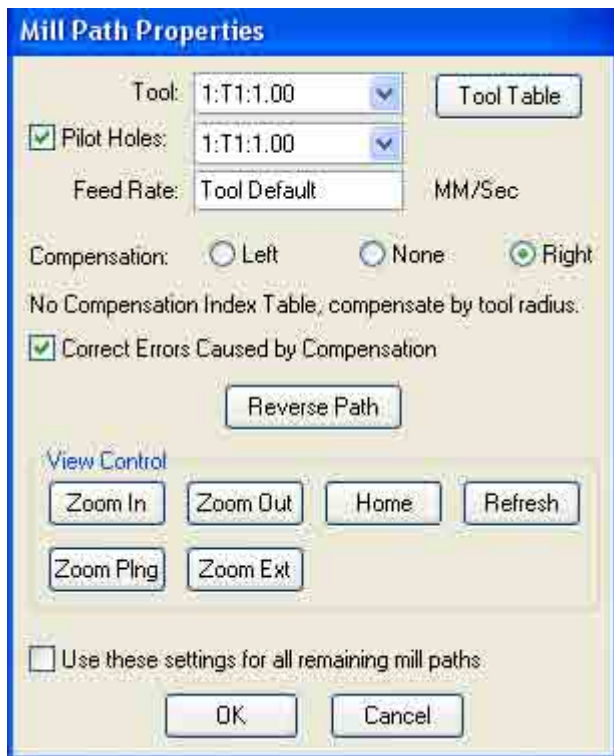 Mill Path Properties
Tool: 1:T1:1.00 Tool Table
Pilot Holes: 1:T1:1.00
Feed Rate: Tool Default MM/Sec
Compensation: Left None Right
No Compensation Index Table, compensate by tool radius.
Correct Errors Caused by Compensation
Reverse Path
View Control
Zoom In Zoom Out Home Refresh
Zoom Plng Zoom Ext
Use these settings for all remaining mill paths
OK Cancel